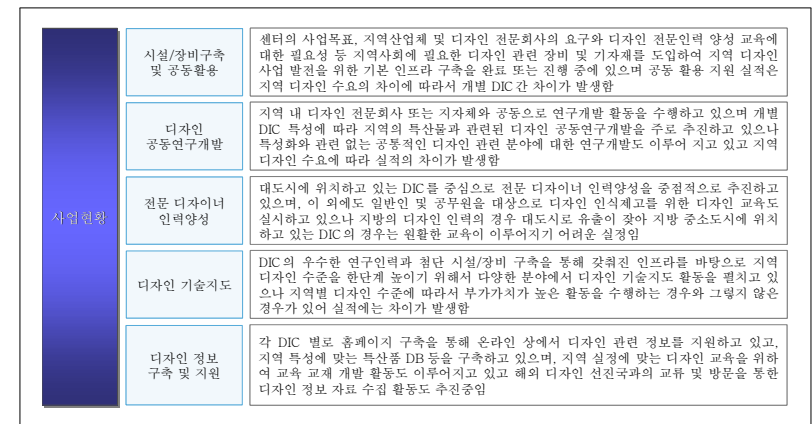 사업현황
시설/장비구축
및 공동활용
센터의 사업목표, 지역산업체 및 디자인 전문회사의 요구와 디자인 전문인력 양성 교육에
대한 필요성 등 지역사회에 필요한 디자인 관련 장비 및 기자재를 도입하여 지역 디자인
사업 발전을 위한 기본 인프라 구축을 완료 또는 진행 중에 있으며 공동 활용 지원 실적은
지역 디자인 수요의 차이에 따라서 개별 DIC간 차이가 발생함
디자인
공동연구개발
지역 내 디자인 전문회사 또는 지자체와 공동으로 연구개발 활동을 수행하고 있으며 개별
DIC 특성에 따라 지역의 특산물과 관련된 디자인 공동연구개발을 주로 추진하고 있으나
특성화와 관련 없는 공통적인 디자인 관련 분야에 대한 연구개발도 이루어 지고 있고 지역
디자인 수요에 따라 실적의 차이가 발생함
전문 디자이너
인력양성
대도시에 위치하고 있는 DIC를 중심으로 전문 디자이너 인력양성을 중점적으로 추진하고
있으며, 이 외에도 일반인 및 공무원을 대상으로 디자인 인식제고를 위한 디자인 교육도
실시하고 있으나 지방의 디자인 인력의 경우 대도시로 유출이 잦아 지방 중소도시에 위치
하고 있는 DIC의 경우는 원활한 교육이 이루어지기 어려운 실정임
디자인 기술지도
DIC의 우수한 연구인력과 첨단 시설/장비 구축을 통해 갖춰진 인프라를 바탕으로 지역
디자인 수준을 한단계 높이기 위해서 다양한 분야에서 디자인 기술지도 활동을 펼치고 있
으나 지역별 디자인 수준에 따라서 부가가치가 높은 활동을 수행하는 경우와 그렇지 않은
경우가 있어 실적에는 차이가 발생함
디자인 정보
구축 및 지원
각 DIC 별로 홈페이지 구축을 통해 온라인 상에서 디자인 관련 정보를 지원하고 있고,
지역 특성에 맞는 특산품 DB 등을 구축하고 있으며, 지역 실정에 맞는 디자인 교육을 위하
여 교육 교재 개발 활동도 이루어지고 있고 해외 디자인 선진국과의 교류 및 방문을 통한
디자인 정보 자료 수집 활동도 추진중임